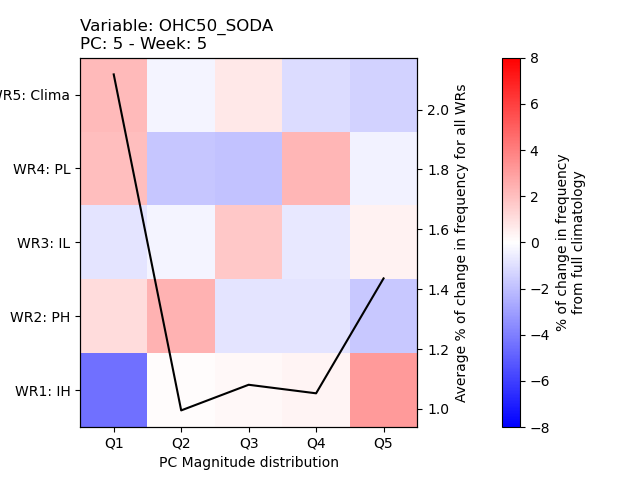 Variable: OHC50_SODA
PC: 5 - Week: 5
WR5: Clima
WR4: PL
WR3: IL
WR2: PH
WR1: IH
Q1 Q2 Q3 Q4 Q5
PC Magnitude distribution
2.0
1.8
1.6
1.4
1.2
1.0
Average % of change in frequency for all WRs
8
6
4
2
0
−2
−4
−6
−8
% of change in frequency
from full climatology